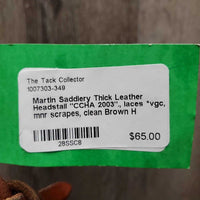 The Tack Collector
1007303-349
Martin Saddlery Thick Leather
Headstall "CCHA 2003", laces *vgc,
mnr scrapes, clean Brown H
$65.00
28SSC8